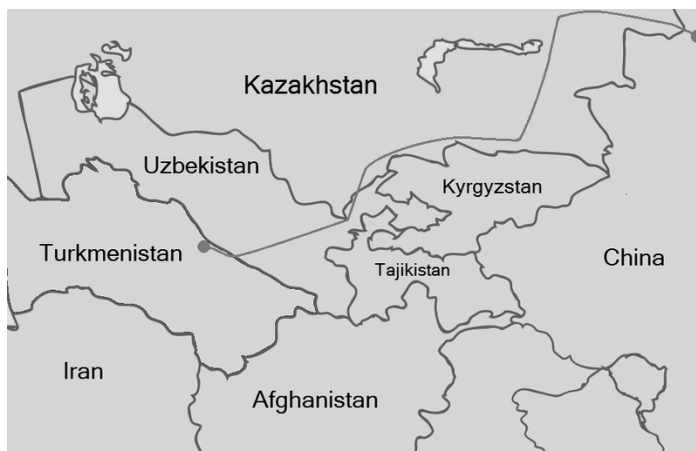 Kazakhstan
Uzbekistan
Kyrgyzstan
Turkmenistan
Tajikistan
China
Iran
Afghanistan